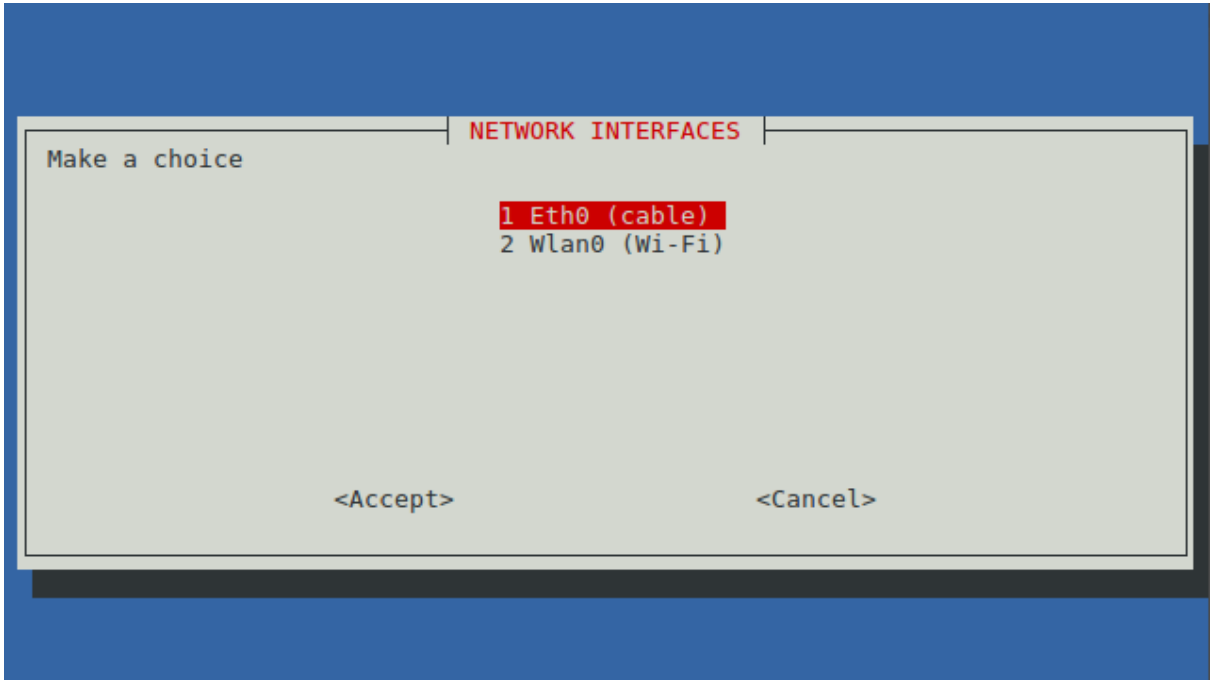 NETWORK INTERFACES
Make a choice
1 Eth0 (cable)
2 Wlan0 (Wi-Fi)
<Accept> <Cancel>